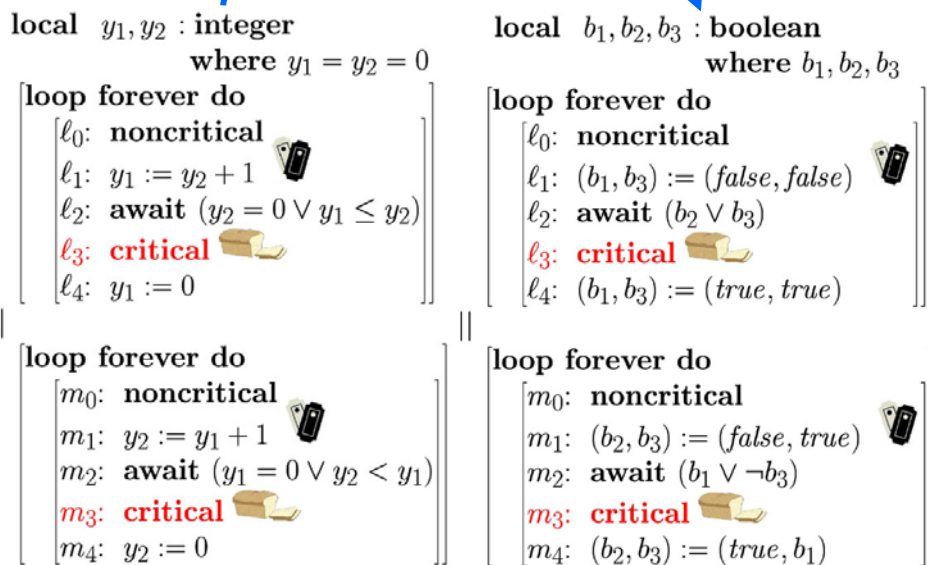 local y₁, y₂ : integer
where y₁ = y₂ = 0
loop forever do
ℓ₀: noncritical
ℓ₁: y₁ := y₂ + 1
ℓ₂: await (y₂ = 0 ∨ y₁ ≤ y₂)
ℓ₃: critical
ℓ₄: y₁ := 0
|
loop forever do
m₀: noncritical
m₁: y₂ := y₁ + 1
m₂: await (y₁ = 0 ∨ y₂ < y₁)
m₃: critical
m₄: y₂ := 0
local b₁, b₂, b₃ : boolean
where b₁, b₂, b₃
loop forever do
ℓ₀: noncritical
ℓ₁: (b₁, b₃) := (false, false)
ℓ₂: await (b₂ ∨ b₃)
ℓ₃: critical
ℓ₄: (b₁, b₃) := (true, true)
||
loop forever do
m₀: noncritical
m₁: (b₂, b₃) := (false, true)
m₂: await (b₁ ∨ ¬b₃)
m₃: critical
m₄: (b₂, b₃) := (true, b₁)